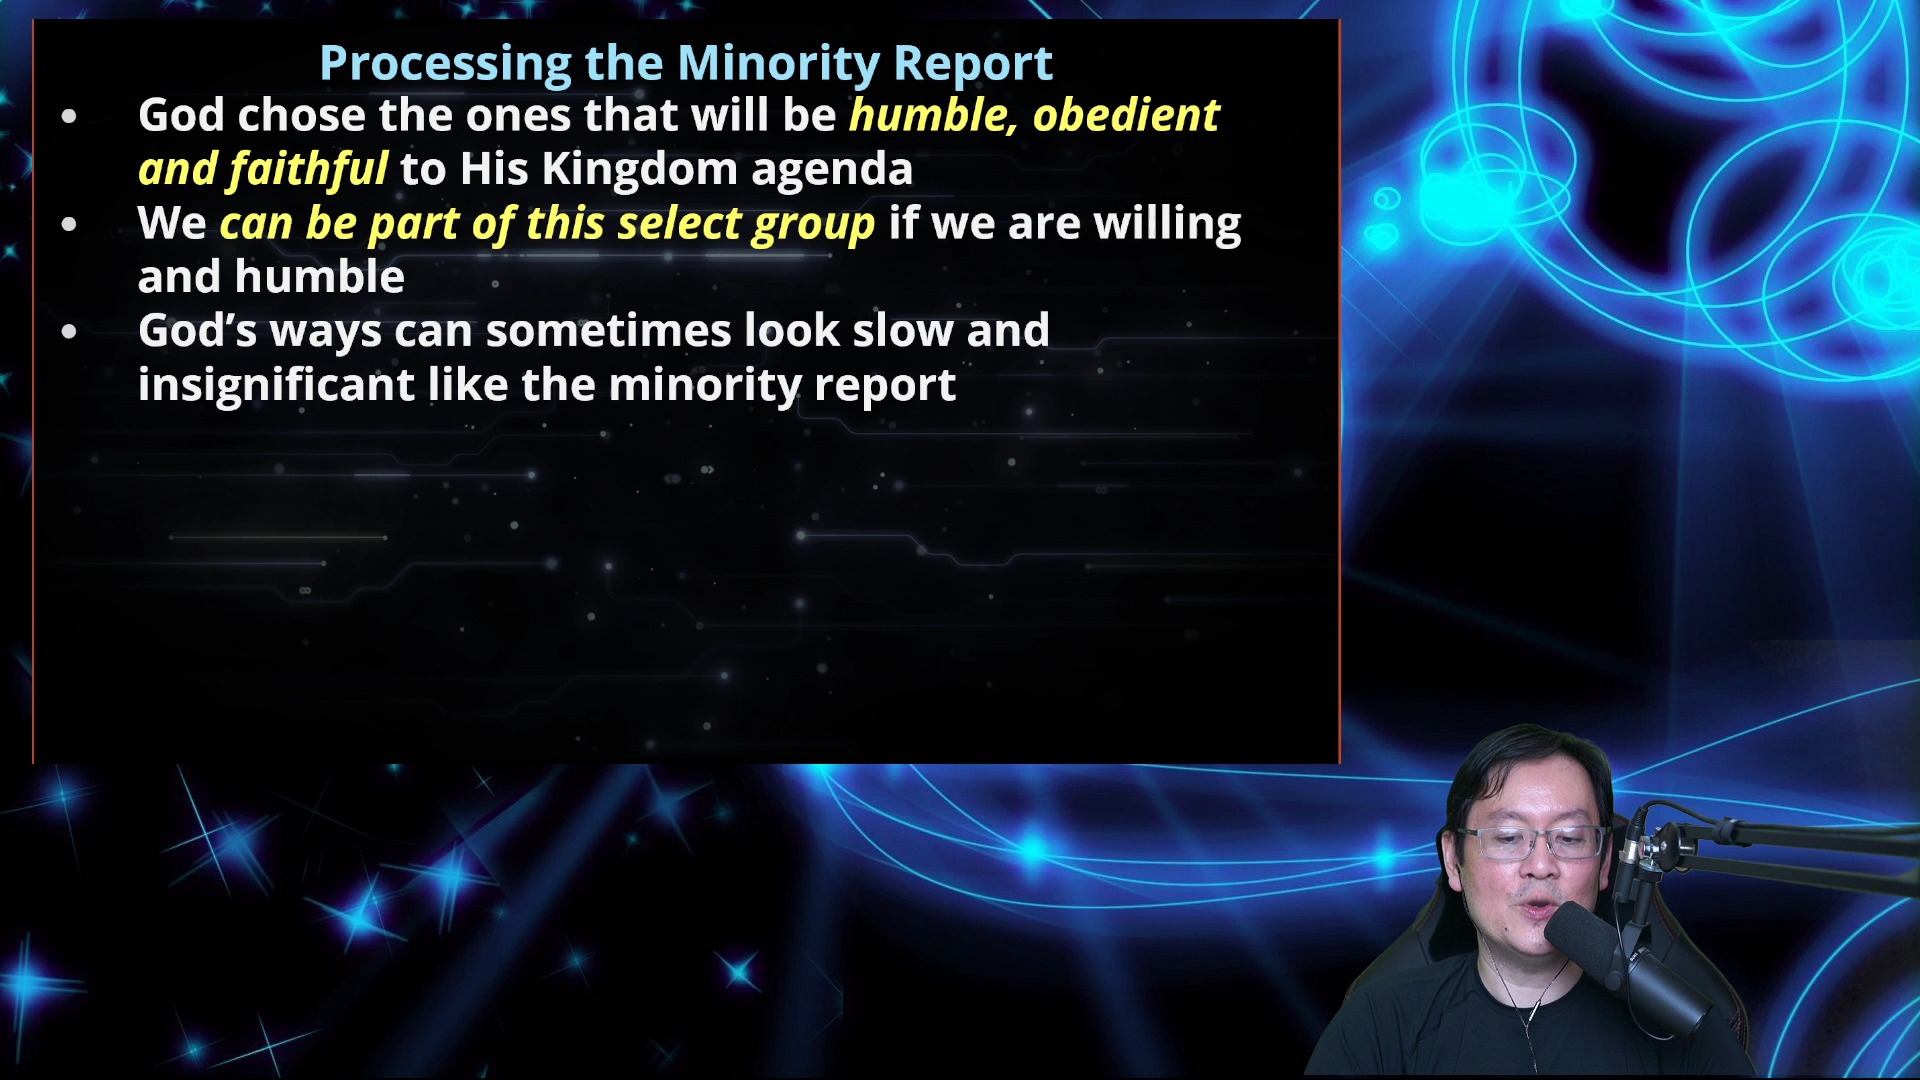 Processing the Minority Report
• God chose the ones that will be humble, obedient
and faithful to His Kingdom agenda
• We can be part of this select group if we are willing
and humble
• God’s ways can sometimes look slow and
insignificant like the minority report